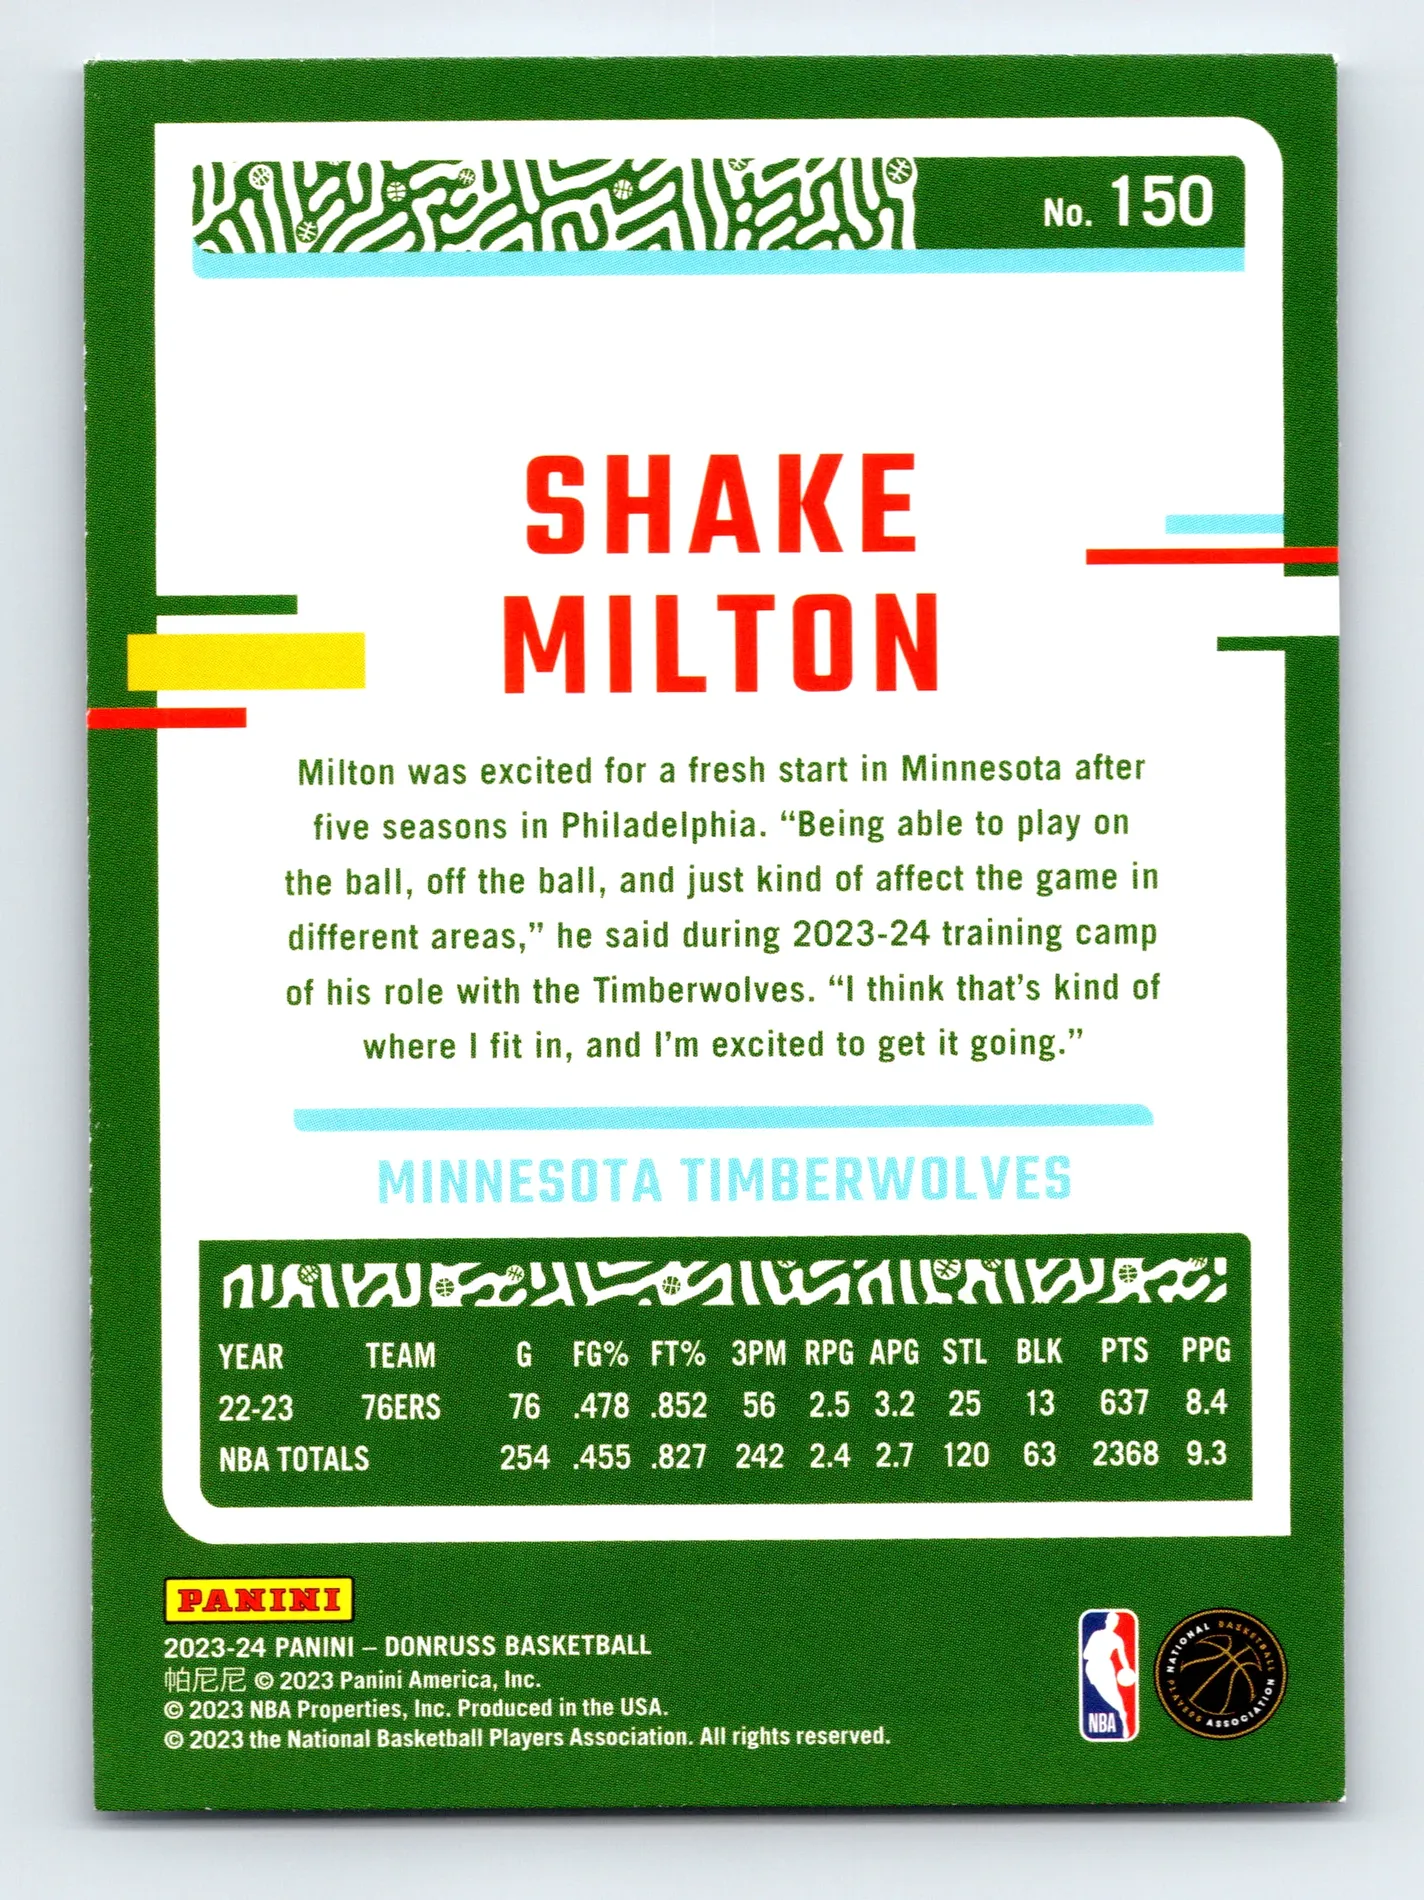 No. 150
SHAKE
MILTON
Milton was excited for a fresh start in Minnesota after
five seasons in Philadelphia. “Being able to play on
the ball, off the ball, and just kind of affect the game in
different areas,” he said during 2023-24 training camp
of his role with the Timberwolves. “I think that’s kind of
where I fit in, and I’m excited to get it going.”
MINNESOTA TIMBERWOLVES
YEAR TEAM G FG% FT% 3PM RPG APG STL BLK PTS PPG
22-23 76ERS 76 .478 .852 56 2.5 3.2 25 13 637 8.4
NBA TOTALS 254 .455 .827 242 2.4 2.7 120 63 2368 9.3
PANINI
2023-24 PANINI – DONRUSS BASKETBALL
帕尼尼 © 2023 Panini America, Inc.
© 2023 NBA Properties, Inc. Produced in the USA.
© 2023 the National Basketball Players Association. All rights reserved.
NBA
NATIONAL BASKETBALL PLAYERS ASSOCIATION